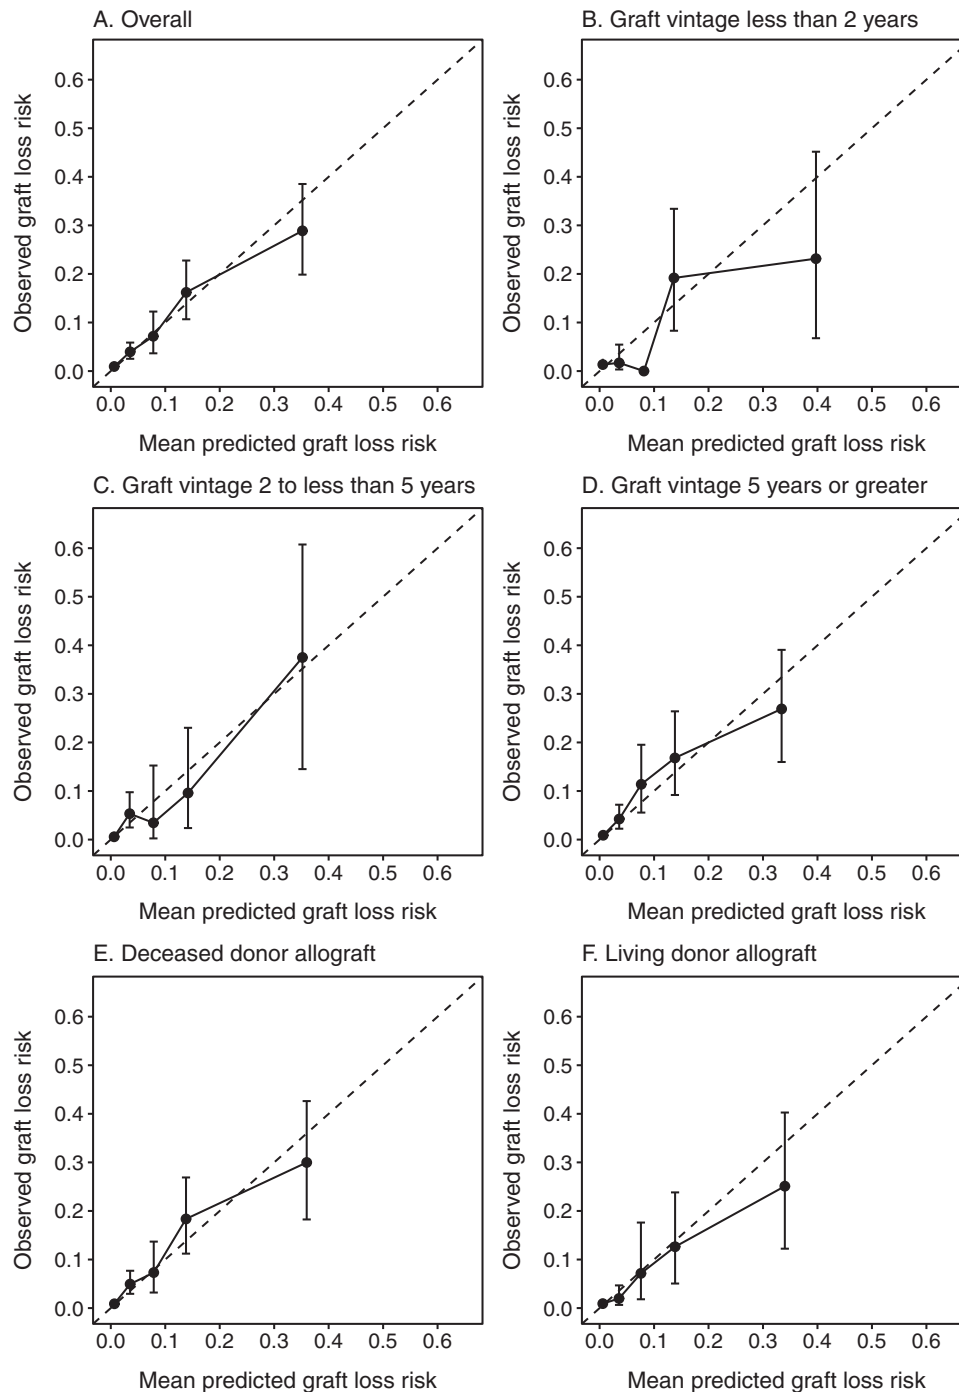 A. Overall
Observed graft loss risk
0.6
0.5
0.4
0.3
0.2
0.1
0.0
0.0 0.1 0.2 0.3 0.4 0.5 0.6
Mean predicted graft loss risk
B. Graft vintage less than 2 years
Observed graft loss risk
0.6
0.5
0.4
0.3
0.2
0.1
0.0
0.0 0.1 0.2 0.3 0.4 0.5 0.6
Mean predicted graft loss risk
C. Graft vintage 2 to less than 5 years
Observed graft loss risk
0.6
0.5
0.4
0.3
0.2
0.1
0.0
0.0 0.1 0.2 0.3 0.4 0.5 0.6
Mean predicted graft loss risk
D. Graft vintage 5 years or greater
Observed graft loss risk
0.6
0.5
0.4
0.3
0.2
0.1
0.0
0.0 0.1 0.2 0.3 0.4 0.5 0.6
Mean predicted graft loss risk
E. Deceased donor allograft
Observed graft loss risk
0.6
0.5
0.4
0.3
0.2
0.1
0.0
0.0 0.1 0.2 0.3 0.4 0.5 0.6
Mean predicted graft loss risk
F. Living donor allograft
Observed graft loss risk
0.6
0.5
0.4
0.3
0.2
0.1
0.0
0.0 0.1 0.2 0.3 0.4 0.5 0.6
Mean predicted graft loss risk